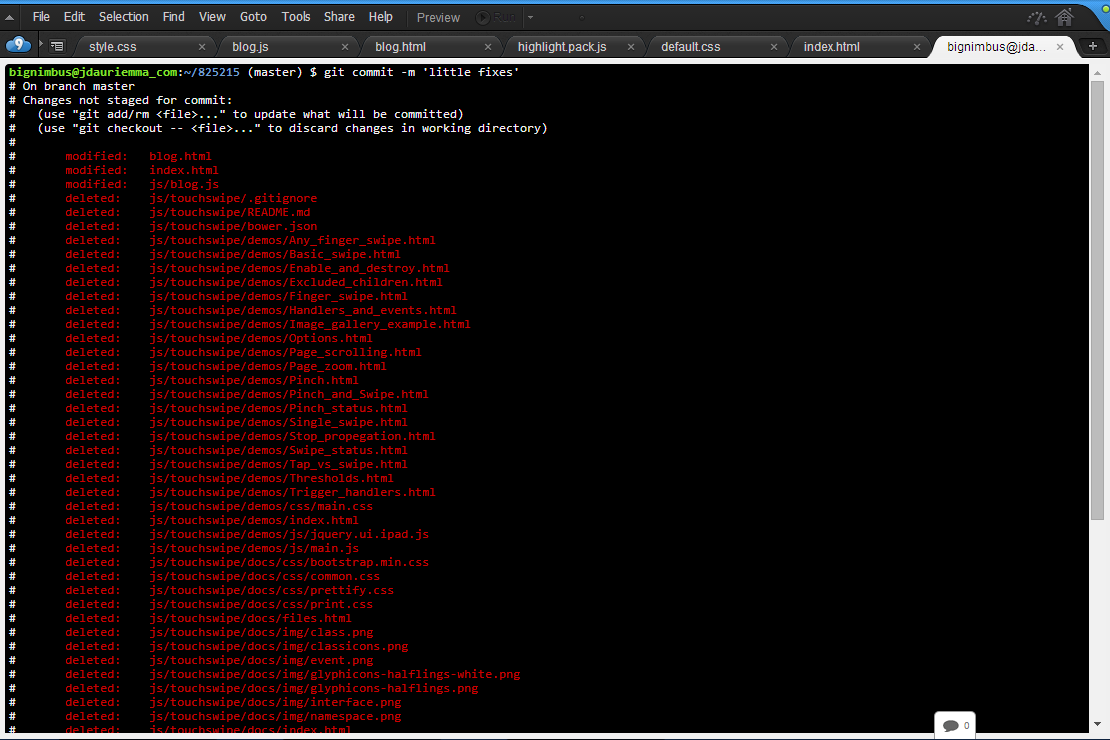 File Edit Selection Find View Goto Tools Share Help Preview Run
9 style.css blog.js blog.html highlight.pack.js default.css index.html bignimbus@jda...
bignimbus@jdauriemma_com:~/825215 (master) $ git commit -m 'little fixes'
# On branch master
# Changes not staged for commit:
#   (use "git add/rm <file>..." to update what will be committed)
#   (use "git checkout -- <file>..." to discard changes in working directory)
#
#       modified:   blog.html
#       modified:   index.html
#       modified:   js/blog.js
#       deleted:    js/touchswipe/.gitignore
#       deleted:    js/touchswipe/README.md
#       deleted:    js/touchswipe/bower.json
#       deleted:    js/touchswipe/demos/Any_finger_swipe.html
#       deleted:    js/touchswipe/demos/Basic_swipe.html
#       deleted:    js/touchswipe/demos/Enable_and_destroy.html
#       deleted:    js/touchswipe/demos/Excluded_children.html
#       deleted:    js/touchswipe/demos/Finger_swipe.html
#       deleted:    js/touchswipe/demos/Handlers_and_events.html
#       deleted:    js/touchswipe/demos/Image_gallery_example.html
#       deleted:    js/touchswipe/demos/Options.html
#       deleted:    js/touchswipe/demos/Page_scrolling.html
#       deleted:    js/touchswipe/demos/Page_zoom.html
#       deleted:    js/touchswipe/demos/Pinch.html
#       deleted:    js/touchswipe/demos/Pinch_and_Swipe.html
#       deleted:    js/touchswipe/demos/Pinch_status.html
#       deleted:    js/touchswipe/demos/Single_swipe.html
#       deleted:    js/touchswipe/demos/Stop_propegation.html
#       deleted:    js/touchswipe/demos/Swipe_status.html
#       deleted:    js/touchswipe/demos/Tap_vs_swipe.html
#       deleted:    js/touchswipe/demos/Thresholds.html
#       deleted:    js/touchswipe/demos/Trigger_handlers.html
#       deleted:    js/touchswipe/demos/css/main.css
#       deleted:    js/touchswipe/demos/index.html
#       deleted:    js/touchswipe/demos/js/jquery.ui.ipad.js
#       deleted:    js/touchswipe/demos/js/main.js
#       deleted:    js/touchswipe/docs/css/bootstrap.min.css
#       deleted:    js/touchswipe/docs/css/common.css
#       deleted:    js/touchswipe/docs/css/prettify.css
#       deleted:    js/touchswipe/docs/css/print.css
#       deleted:    js/touchswipe/docs/files.html
#       deleted:    js/touchswipe/docs/img/class.png
#       deleted:    js/touchswipe/docs/img/classicons.png
#       deleted:    js/touchswipe/docs/img/event.png
#       deleted:    js/touchswipe/docs/img/glyphicons-halflings-white.png
#       deleted:    js/touchswipe/docs/img/glyphicons-halflings.png
#       deleted:    js/touchswipe/docs/img/interface.png
#       deleted:    js/touchswipe/docs/img/namespace.png
#       deleted:    js/touchswipe/docs/index.html
0